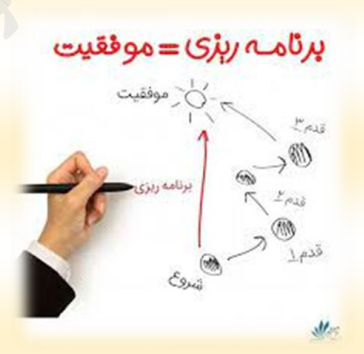 برنامه ریزی = موفقیت
موفقیت
قدم ۳
برنامه ریزی
قدم ۲
قدم ۱
شروع